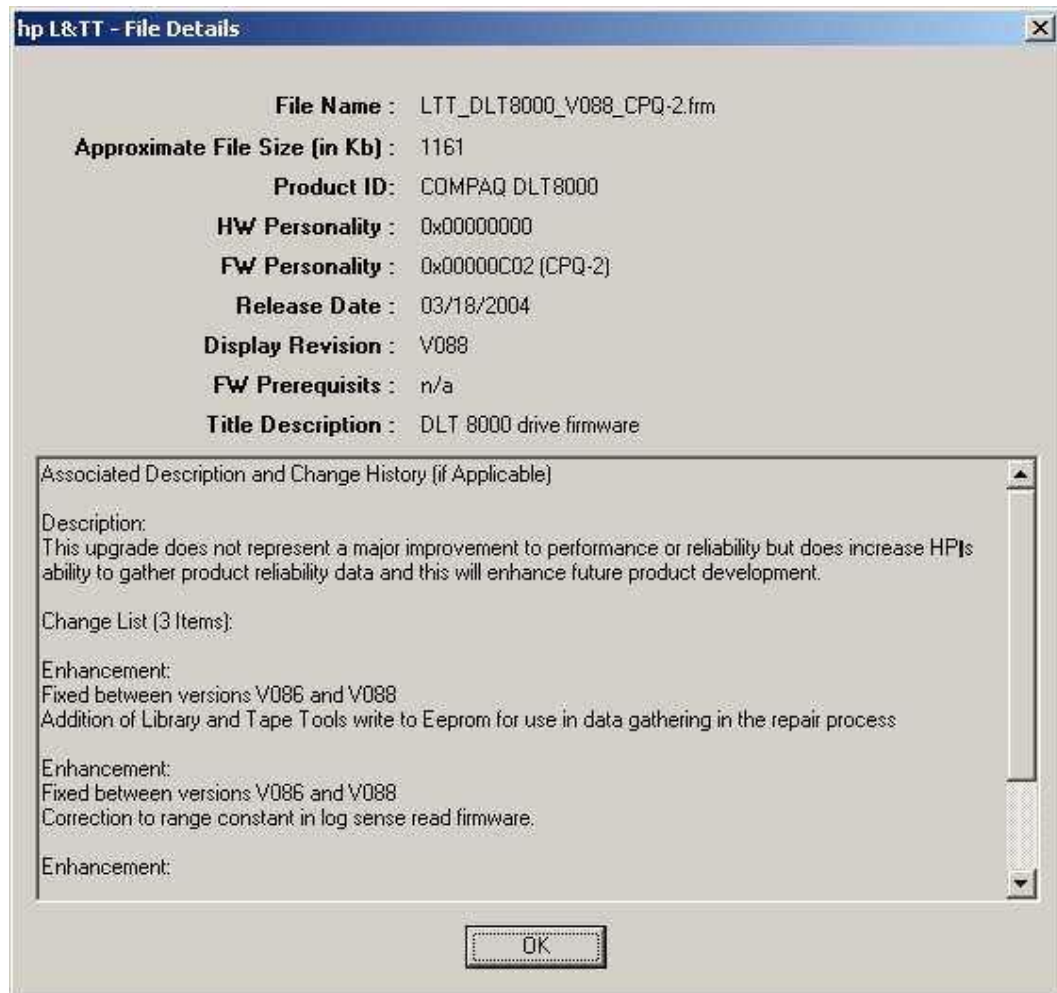 hp L&TT - File Details
File Name : LTT_DLT8000_V088_CPQ-2.frm
Approximate File Size (in Kb) : 1161
Product ID: COMPAQ DLT8000
HW Personality : 0x00000000
FW Personality : 0x00000C02 (CPQ-2)
Release Date : 03/18/2004
Display Revision : V088
FW Prerequisits : n/a
Title Description : DLT 8000 drive firmware
Associated Description and Change History (if Applicable)
Description:
This upgrade does not represent a major improvement to performance or reliability but does increase HP|s
ability to gather product reliability data and this will enhance future product development.
Change List (3 Items):
Enhancement:
Fixed between versions V086 and V088
Addition of Library and Tape Tools write to Eeprom for use in data gathering in the repair process
Enhancement:
Fixed between versions V086 and V088
Correction to range constant in log sense read firmware.
Enhancement:
OK